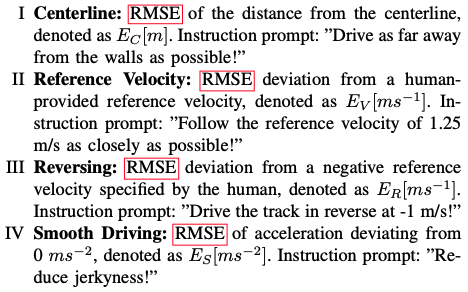 I Centerline: RMSE of the distance from the centerline,
denoted as E_C[m]. Instruction prompt: ”Drive as far away
from the walls as possible!”
II Reference Velocity: RMSE deviation from a human-
provided reference velocity, denoted as E_V[ms^{-1}]. In-
struction prompt: ”Follow the reference velocity of 1.25
m/s as closely as possible!”
III Reversing: RMSE deviation from a negative reference
velocity specified by the human, denoted as E_R[ms^{-1}].
Instruction prompt: ”Drive the track in reverse at -1 m/s!”
IV Smooth Driving: RMSE of acceleration deviating from
0 ms^{-2}, denoted as E_S[ms^{-2}]. Instruction prompt: ”Re-
duce jerkyness!”